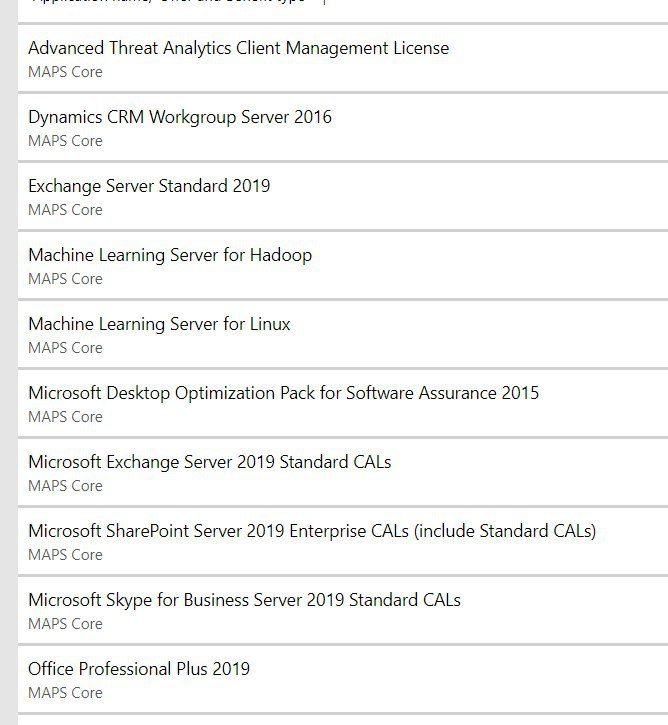 Advanced Threat Analytics Client Management License
MAPS Core
Dynamics CRM Workgroup Server 2016
MAPS Core
Exchange Server Standard 2019
MAPS Core
Machine Learning Server for Hadoop
MAPS Core
Machine Learning Server for Linux
MAPS Core
Microsoft Desktop Optimization Pack for Software Assurance 2015
MAPS Core
Microsoft Exchange Server 2019 Standard CALs
MAPS Core
Microsoft SharePoint Server 2019 Enterprise CALs (include Standard CALs)
MAPS Core
Microsoft Skype for Business Server 2019 Standard CALs
MAPS Core
Office Professional Plus 2019
MAPS Core